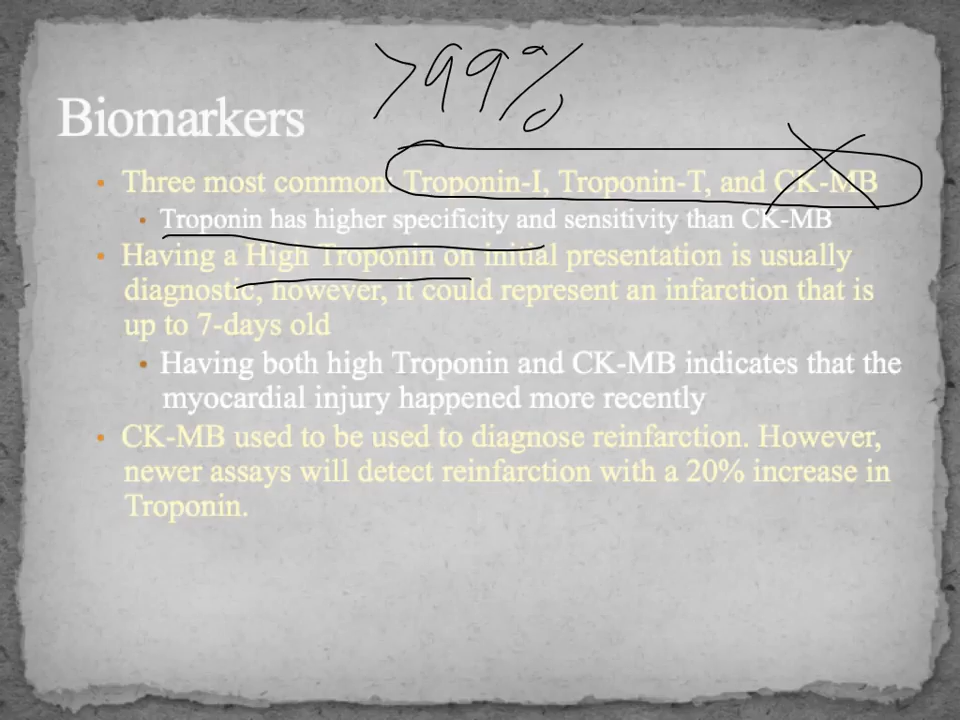 >99%
Biomarkers
• Three most common: Troponin-I, Troponin-T, and CK-MB
• Troponin has higher specificity and sensitivity than CK-MB
• Having a High Troponin on initial presentation is usually
diagnostic, however, it could represent an infarction that is
up to 7-days old
• Having both high Troponin and CK-MB indicates that the
myocardial injury happened more recently
• CK-MB used to be used to diagnose reinfarction. However,
newer assays will detect reinfarction with a 20% increase in
Troponin.